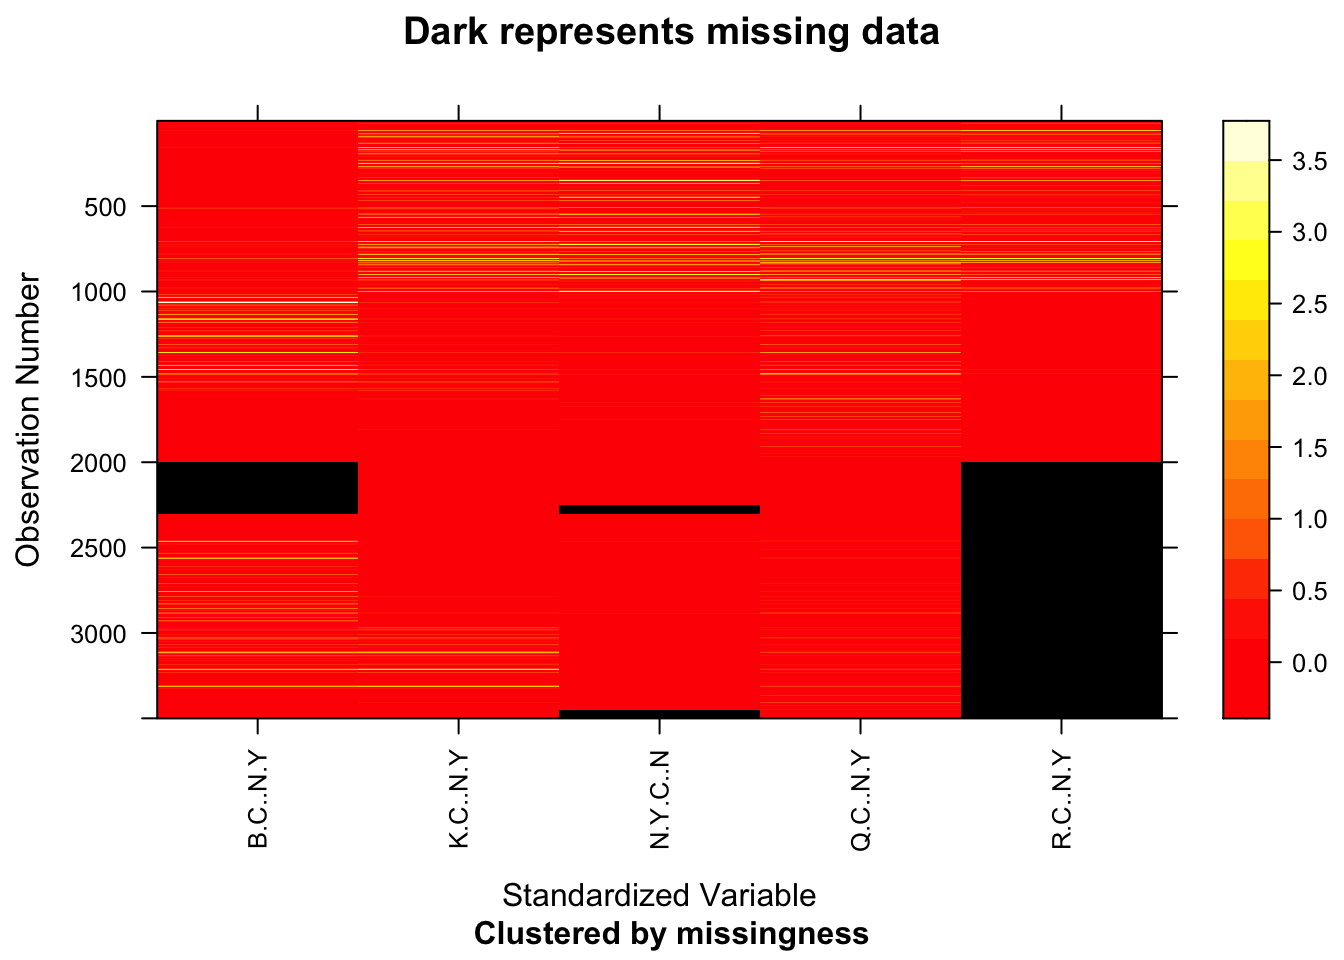 Dark represents missing data
Observation Number
500
1000
1500
2000
2500
3000
3.5
3.0
2.5
2.0
1.5
1.0
0.5
0.0
B.C..N.Y
K.C..N.Y
N.Y.C..N
Q.C..N.Y
R.C..N.Y
Standardized Variable
Clustered by missingness